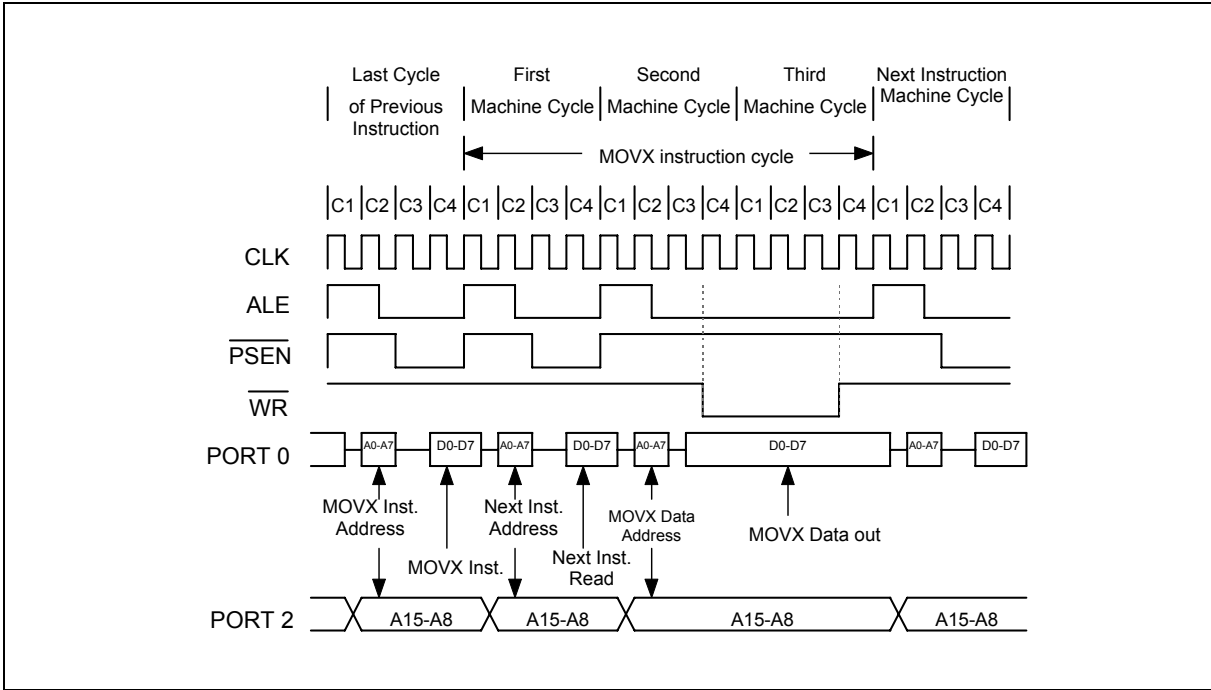 Last Cycle
of Previous
Instruction
First
Machine Cycle
Second
Machine Cycle
Third
Machine Cycle
Next Instruction
Machine Cycle
MOVX instruction cycle
C1 C2 C3 C4 C1 C2 C3 C4 C1 C2 C3 C4 C1 C2 C3 C4 C1 C2 C3 C4
CLK
ALE
PSEN
WR
PORT 0
A0-A7 D0-D7 A0-A7 D0-D7 A0-A7 D0-D7 A0-A7 D0-D7
MOVX Inst.
Address
MOVX Inst.
Next Inst.
Address
Next Inst.
Read
MOVX Data
Address
MOVX Data out
PORT 2
A15-A8 A15-A8 A15-A8 A15-A8